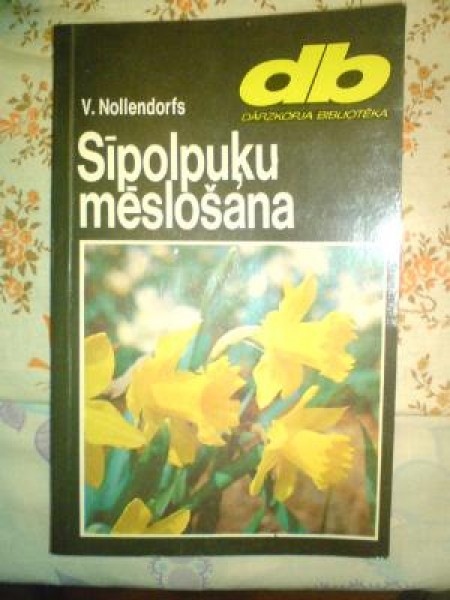 db
DĀRZKOPJA BIBLIOTĒKA
V. Nollendorfs
Sīpolpuķu
mēslošana